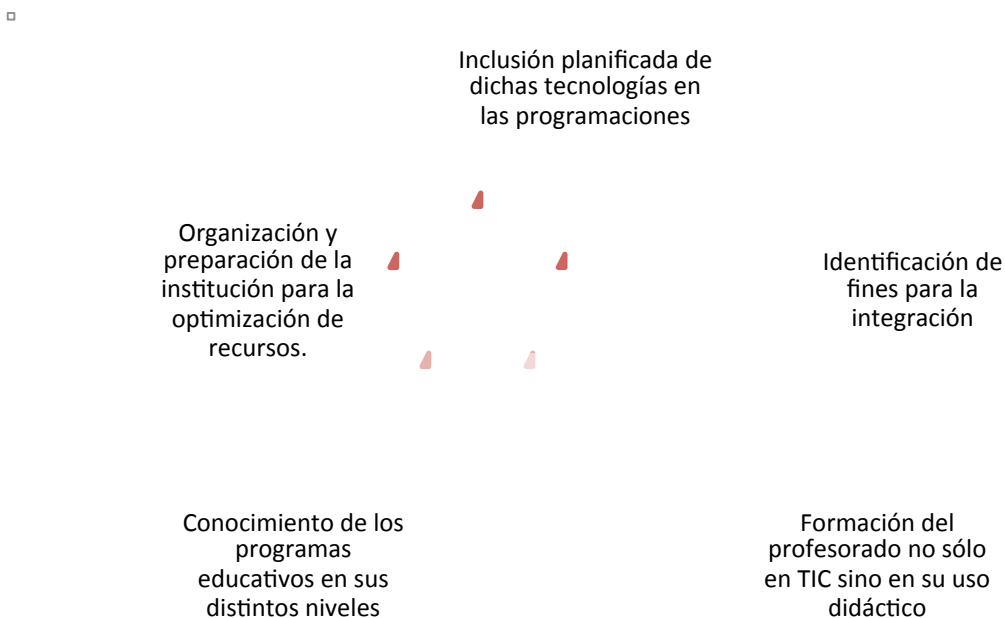 Inclusión planificada de
dichas tecnologías en
las programaciones
Organización y
preparación de la
institución para la
optimización de
recursos.
Identificación de
fines para la
integración
Conocimiento de los
programas
educativos en sus
distintos niveles
Formación del
profesorado no sólo
en TIC sino en su uso
didáctico